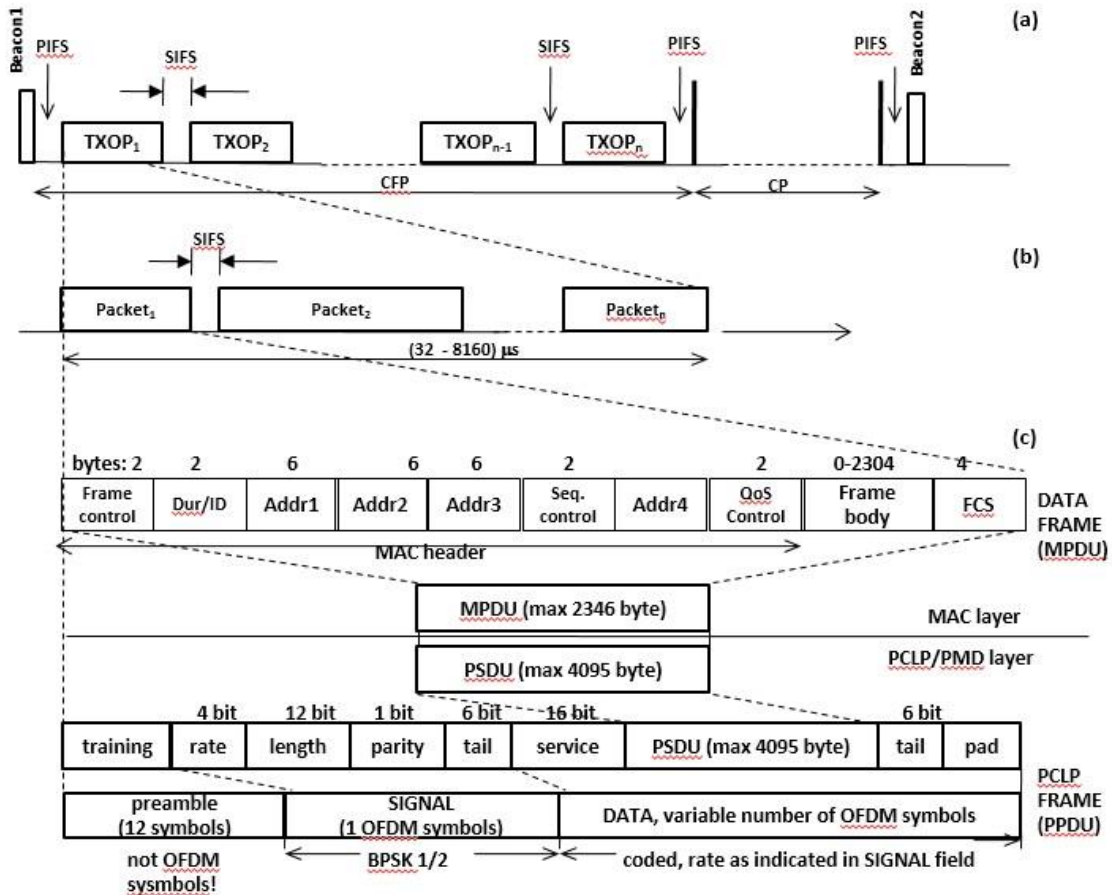 Beacon1
PIFS
SIFS
SIFS
PIFS
PIFS
Beacon2
(a)
TXOP1
TXOP2
TXOPn-1
TXOPn
CFP
CP
SIFS
(b)
Packet1
Packet2
Packetn
(32 - 8160) μs
(c)
bytes: 2 2 6 6 6 2 2 0-2304 4
Frame control
Dur/ID
Addr1
Addr2
Addr3
Seq. control
Addr4
QoS Control
Frame body
FCS
DATA
FRAME
(MPDU)
MAC header
MPDU (max 2346 byte)
MAC layer
PSDU (max 4095 byte)
PCLP/PMD layer
4 bit 12 bit 1 bit 6 bit 16 bit 6 bit
training rate length parity tail service PSDU (max 4095 byte) tail pad
PCLP
FRAME
(PPDU)
preamble
(12 symbols)
SIGNAL
(1 OFDM symbols)
DATA, variable number of OFDM symbols
not OFDM
sysmbols!
BPSK 1/2
coded, rate as indicated in SIGNAL field